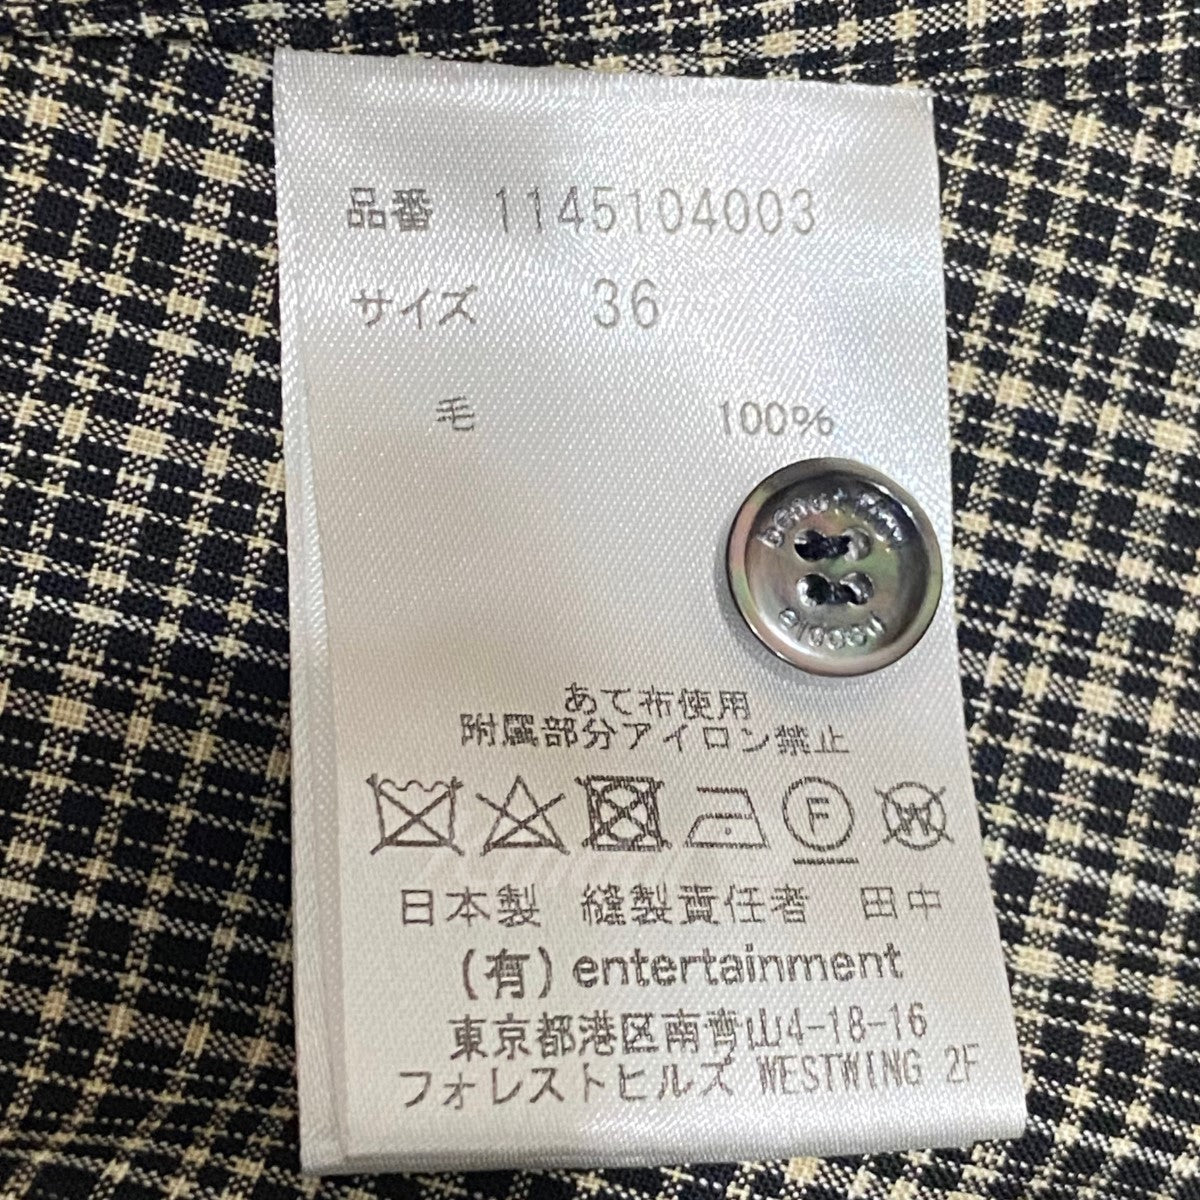 品番 1145104003
サイズ 36
毛 100%
あて布使用
附属部分アイロン禁止
F W
日本製 縫製責任者 田中
(有) entertainment
東京都港区南青山4-18-16
フォレストヒルズ WESTWING 2F